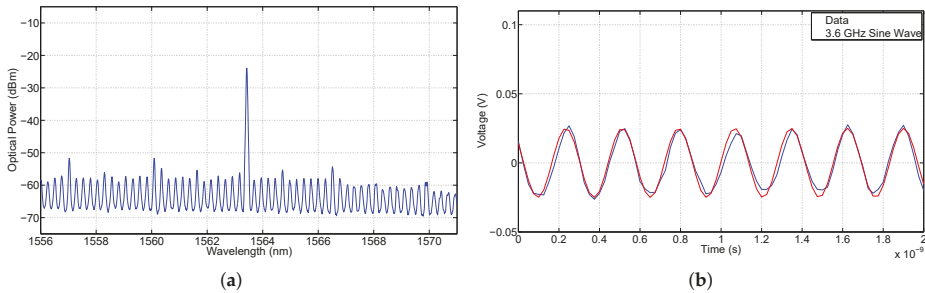 −10
−20
−30
−40
−50
−60
−70
Optical Power (dBm)
1556 1558 1560 1562 1564 1566 1568 1570
Wavelength (nm)
(a)
0.1
0.05
0
−0.05
Voltage (V)
Data
3.6 GHz Sine Wave
0 0.2 0.4 0.6 0.8 1 1.2 1.4 1.6 1.8 2
Time (s)
x 10⁻⁹
(b)